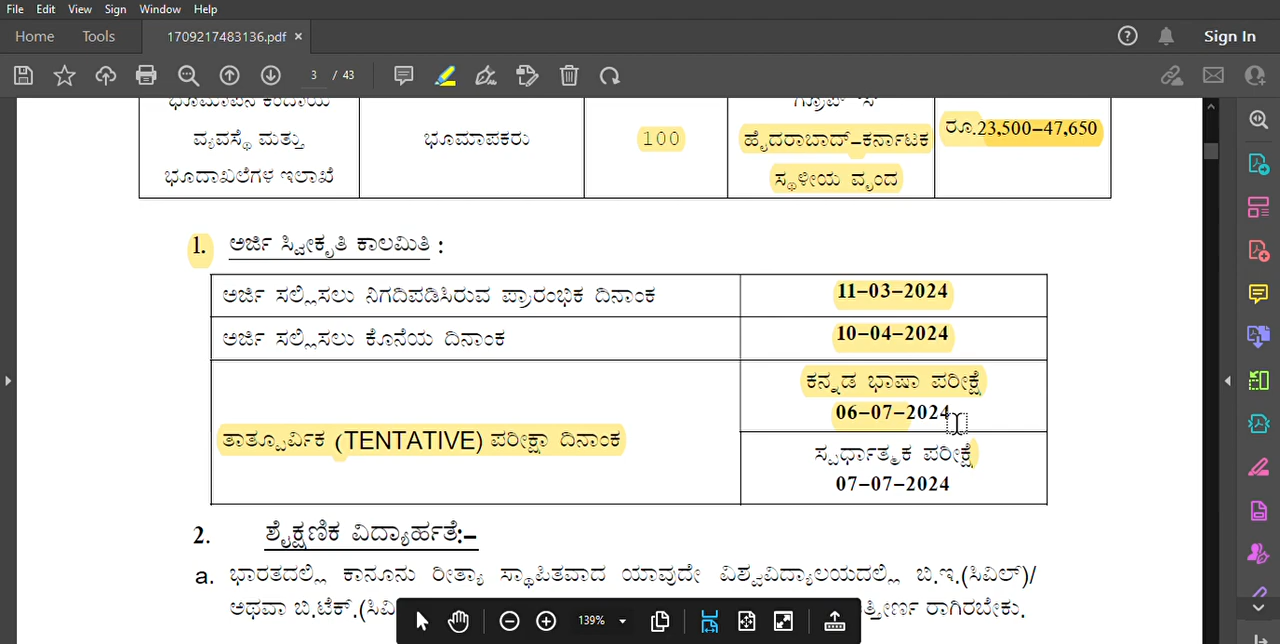 File Edit View Sign Window Help
Home Tools 1709217483136.pdf × Sign In
3 / 43
ಭೂಮಾಪನ ಕಂದಾಯ
ವ್ಯವಸ್ಥೆ ಮತ್ತು
ಭೂದಾಖಲೆಗಳ ಇಲಾಖೆ
ಭೂಮಾಪಕರು
100
ಗ್ರೂಪ್ ಸಿ
ಹೈದರಾಬಾದ್–ಕರ್ನಾಟಕ
ಸ್ಥಳೀಯ ವೃಂದ
ರೂ.23,500–47,650
1. ಅರ್ಜಿ ಸ್ವೀಕೃತಿ ಕಾಲಮಿತಿ :
ಅರ್ಜಿ ಸಲ್ಲಿಸಲು ನಿಗದಿಪಡಿಸಿರುವ ಪ್ರಾರಂಭಿಕ ದಿನಾಂಕ 11–03–2024
ಅರ್ಜಿ ಸಲ್ಲಿಸಲು ಕೊನೆಯ ದಿನಾಂಕ 10–04–2024
ತಾತ್ಪೂರ್ವಿಕ (TENTATIVE) ಪರೀಕ್ಷಾ ದಿನಾಂಕ
ಕನ್ನಡ ಭಾಷಾ ಪರೀಕ್ಷೆ
06–07–2024
ಸ್ಪರ್ಧಾತ್ಮಕ ಪರೀಕ್ಷೆ
07–07–2024
2. ಶೈಕ್ಷಣಿಕ ವಿದ್ಯಾರ್ಹತೆ:–
a. ಭಾರತದಲ್ಲಿ ಕಾನೂನು ರೀತ್ಯಾ ಸ್ಥಾಪಿತವಾದ ಯಾವುದೇ ವಿಶ್ವವಿದ್ಯಾಲಯದಲ್ಲಿ ಬಿ.ಇ.(ಸಿವಿಲ್)/
ಅಥವಾ ಬಿ.ಟೆಕ್.(ಸಿವಿ ರಾಗಿರಬೇಕು.
139%